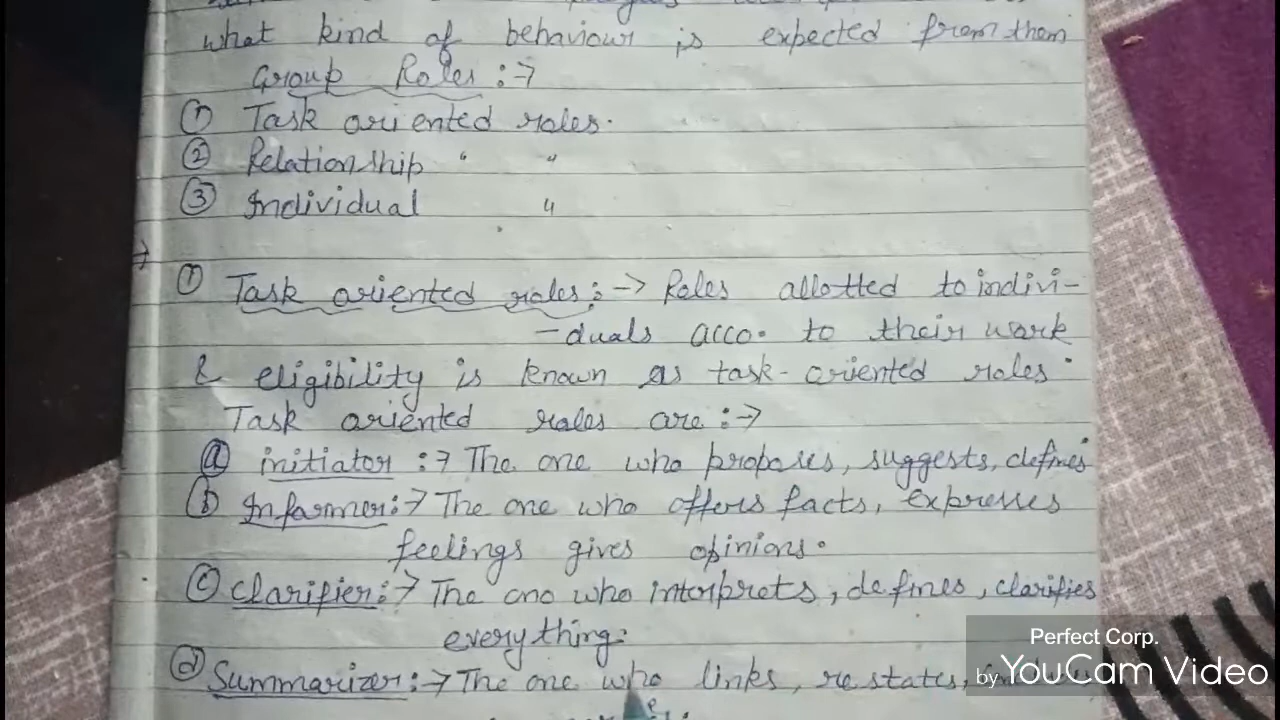 what kind of behaviour is expected from them
Group Roles :→
① Task oriented roles.
② Relationship " "
③ Individual "
→
① Task oriented roles :→ Roles allotted to indivi-
-duals acco. to their work
& eligibility is known as task-oriented roles.
Task oriented roles are :→
ⓐ initiator :→ The one who proposes, suggests, defines
ⓑ Informer :→ The one who offers facts, expresses
feelings gives opinions.
ⓒ Clarifier :→ The one who interprets, defines, clarifies
everything.
ⓓ Summarizer :→ The one who links, restates,
Perfect Corp.
by YouCam Video